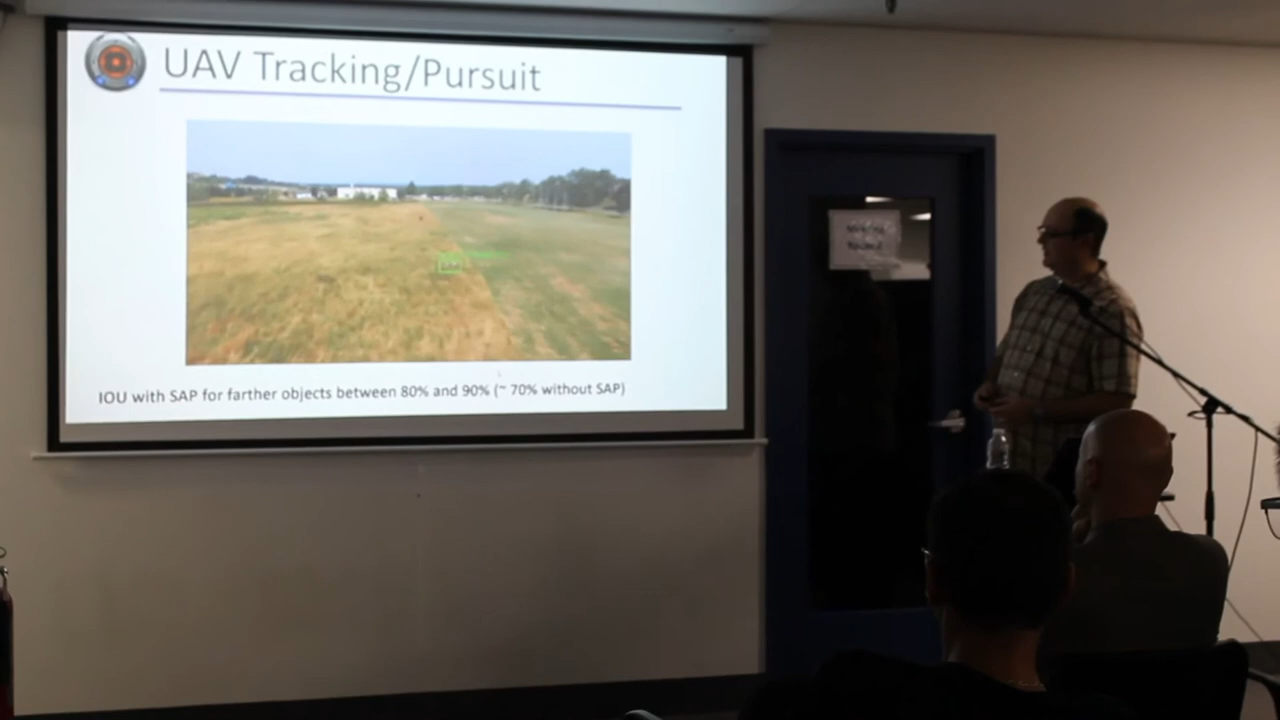 UAV Tracking/Pursuit
IOU with SAP for farther objects between 80% and 90% (~ 70% without SAP)